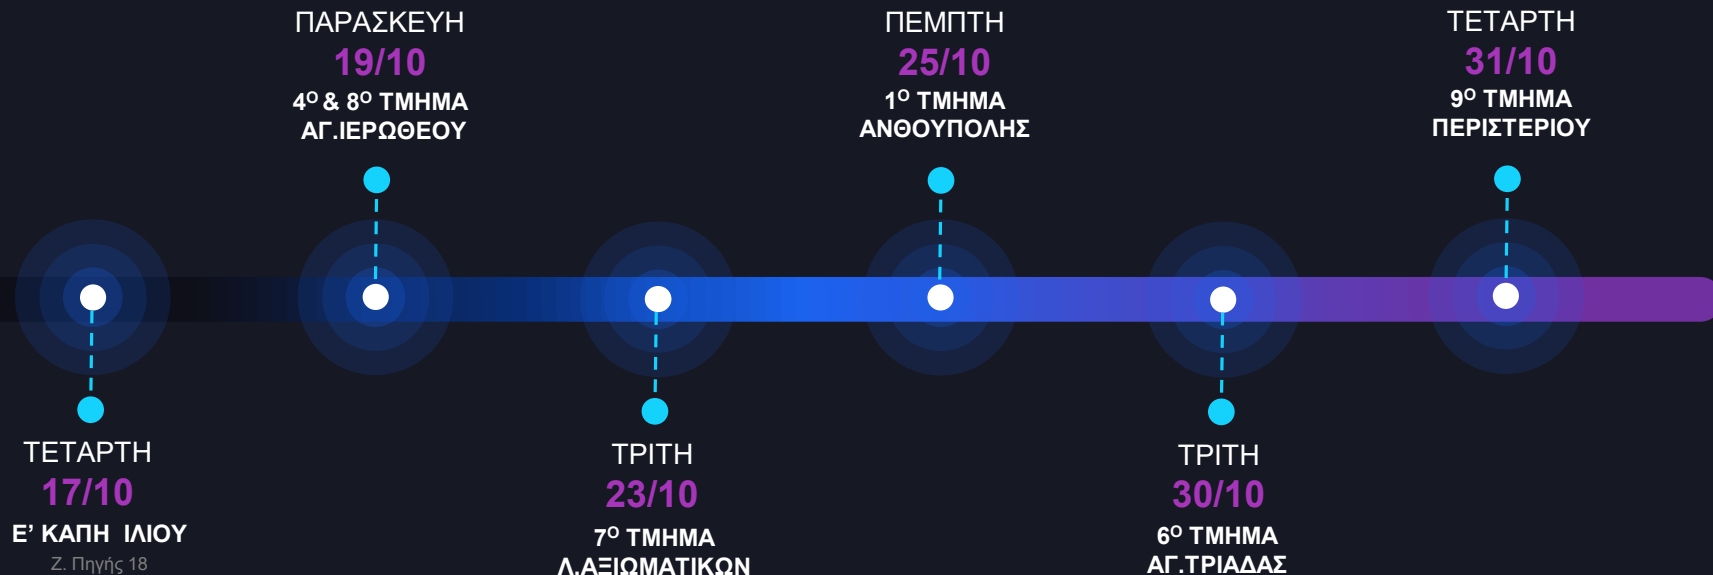 ΠΑΡΑΣΚΕΥΗ
19/10
4Ο & 8Ο ΤΜΗΜΑ
ΑΓ.ΙΕΡΩΘΕΟΥ
ΠΕΜΠΤΗ
25/10
1Ο ΤΜΗΜΑ
ΑΝΘΟΥΠΟΛΗΣ
ΤΕΤΑΡΤΗ
31/10
9Ο ΤΜΗΜΑ
ΠΕΡΙΣΤΕΡΙΟΥ
ΤΕΤΑΡΤΗ
17/10
Ε’ ΚΑΠΗ ΙΛΙΟΥ
Ζ. Πηγής 18
ΤΡΙΤΗ
23/10
7Ο ΤΜΗΜΑ
Λ.ΑΞΙΩΜΑΤΙΚΩΝ
ΤΡΙΤΗ
30/10
6Ο ΤΜΗΜΑ
ΑΓ.ΤΡΙΑΔΑΣ